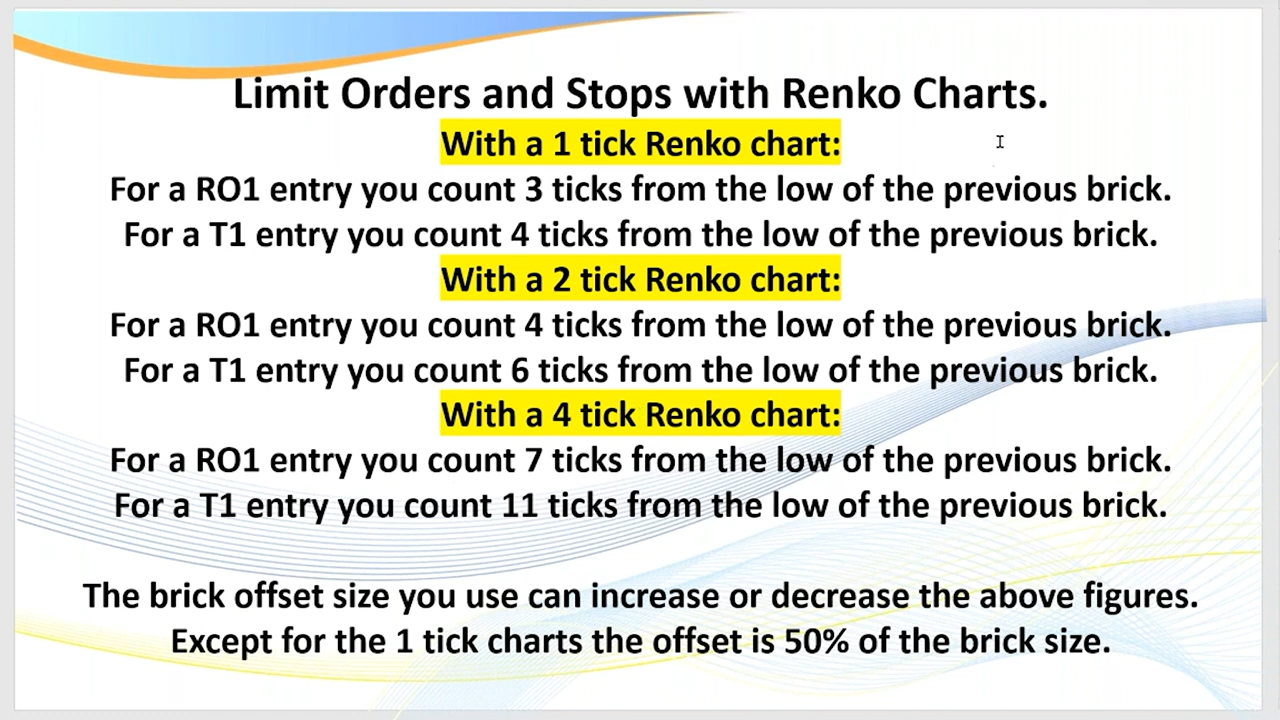 Limit Orders and Stops with Renko Charts.
With a 1 tick Renko chart:
For a RO1 entry you count 3 ticks from the low of the previous brick.
For a T1 entry you count 4 ticks from the low of the previous brick.
With a 2 tick Renko chart:
For a RO1 entry you count 4 ticks from the low of the previous brick.
For a T1 entry you count 6 ticks from the low of the previous brick.
With a 4 tick Renko chart:
For a RO1 entry you count 7 ticks from the low of the previous brick.
For a T1 entry you count 11 ticks from the low of the previous brick.
The brick offset size you use can increase or decrease the above figures.
Except for the 1 tick charts the offset is 50% of the brick size.